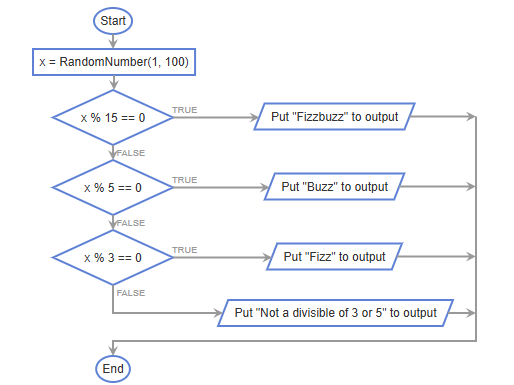 Start
x = RandomNumber(1, 100)
x % 15 == 0
TRUE
Put "Fizzbuzz" to output
FALSE
x % 5 == 0
TRUE
Put "Buzz" to output
FALSE
x % 3 == 0
TRUE
Put "Fizz" to output
FALSE
Put "Not a divisible of 3 or 5" to output
End